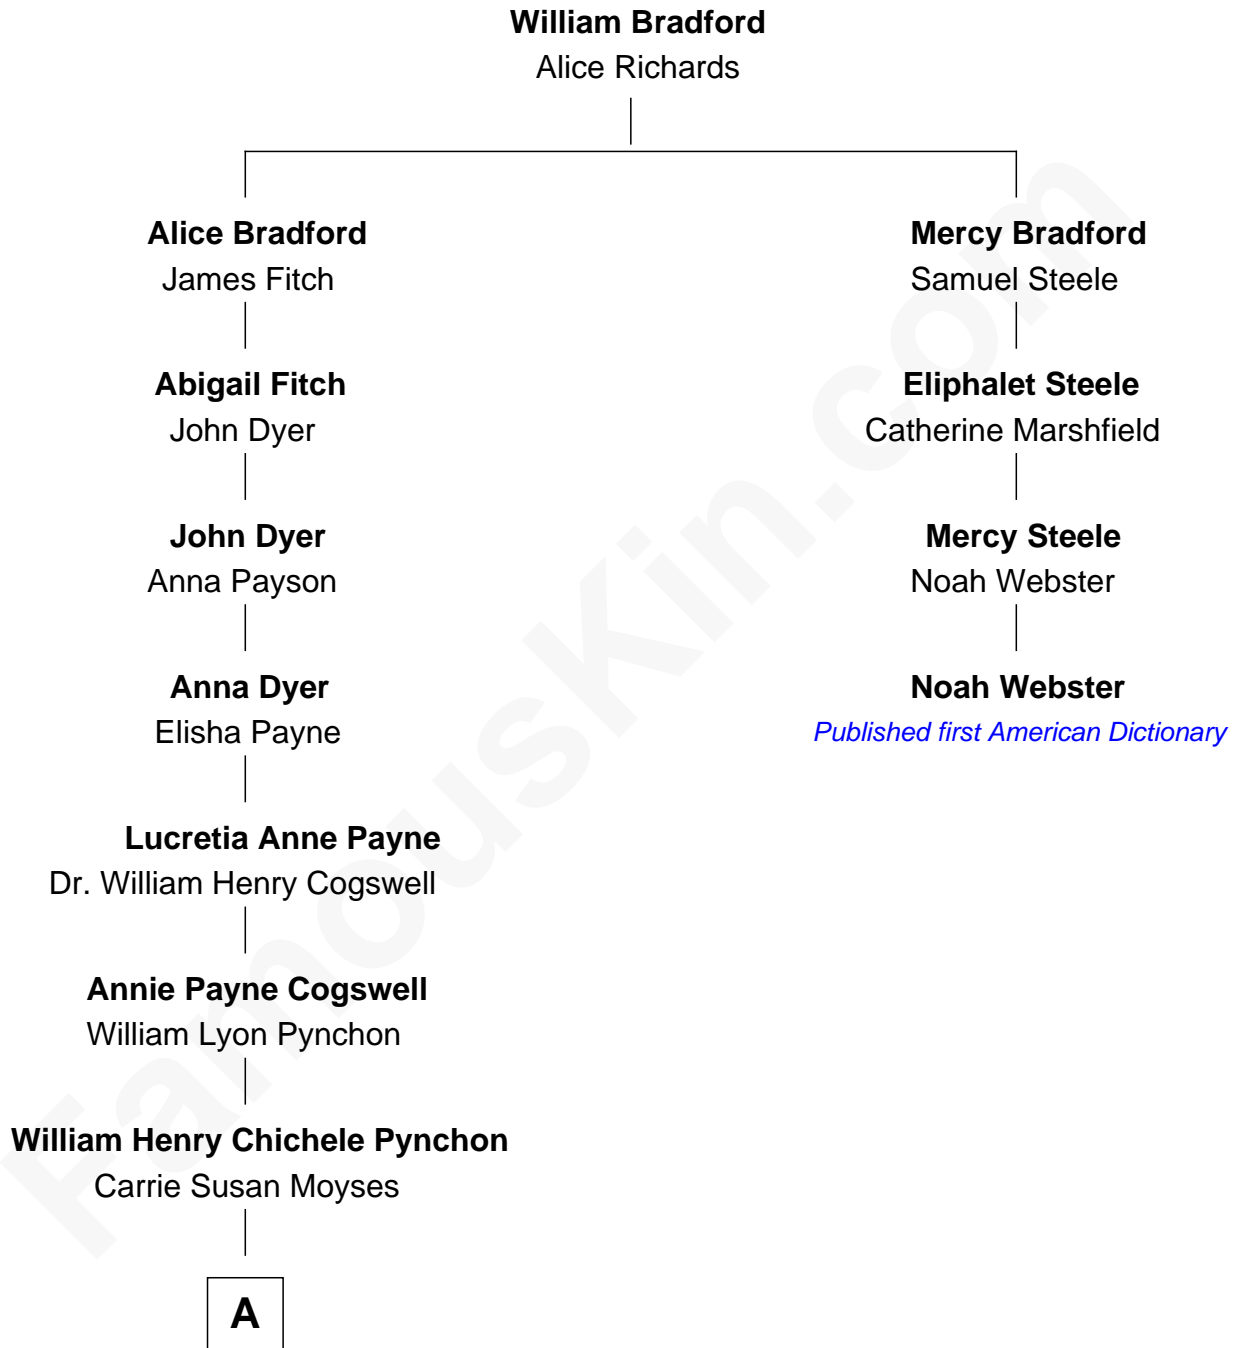 William Bradford
Alice Richards
Alice Bradford
James Fitch
Mercy Bradford
Samuel Steele
Abigail Fitch
John Dyer
Eliphalet Steele
Catherine Marshfield
John Dyer
Anna Payson
Mercy Steele
Noah Webster
Anna Dyer
Elisha Payne
Noah Webster
Published first American Dictionary
Lucretia Anne Payne
Dr. William Henry Cogswell
Annie Payne Cogswell
William Lyon Pynchon
William Henry Chichele Pynchon
Carrie Susan Moyses
A
FamousKin.com